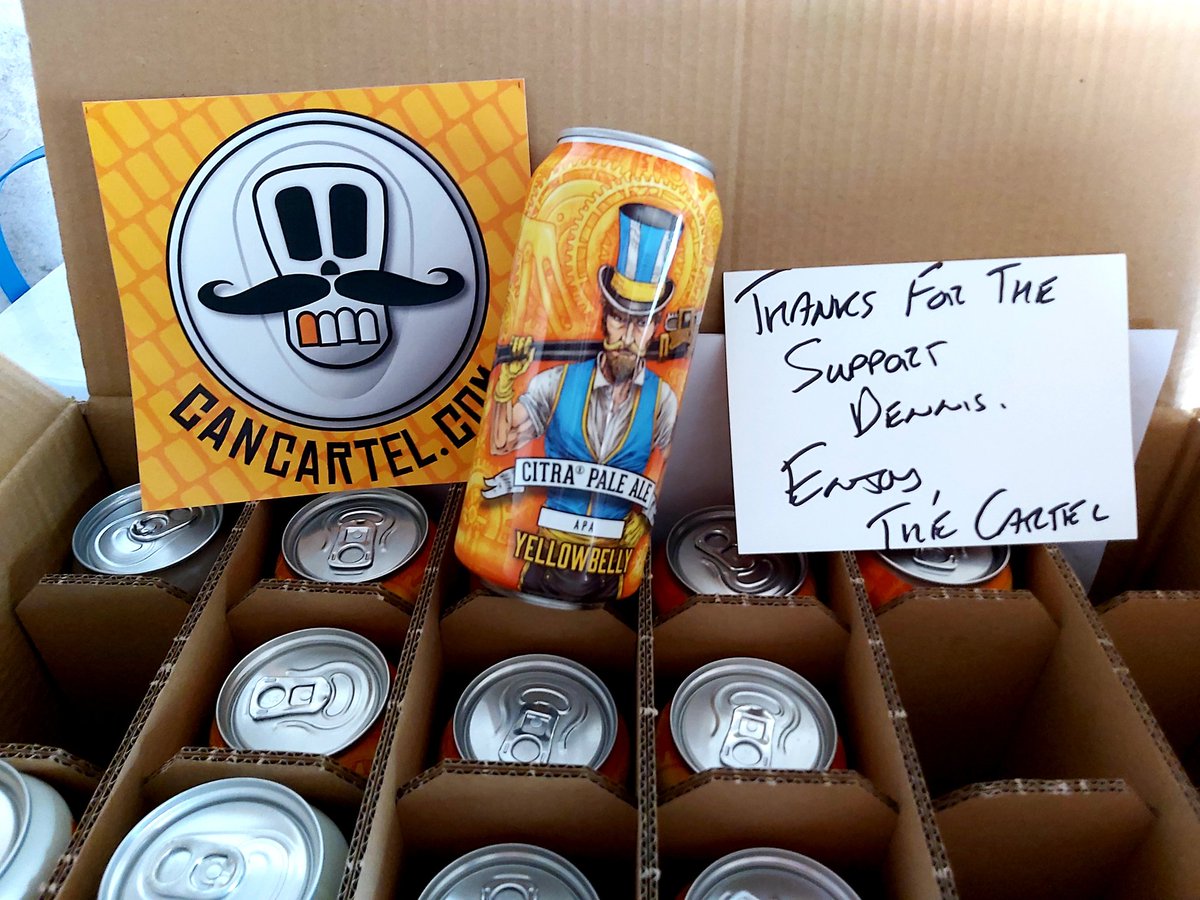 CANCARTEL.COM
CITRA® PALE ALE
APA
YELLOWBELLY
THANKS FOR THE
SUPPORT
DENNIS.
ENJOY,
THE CARTEL